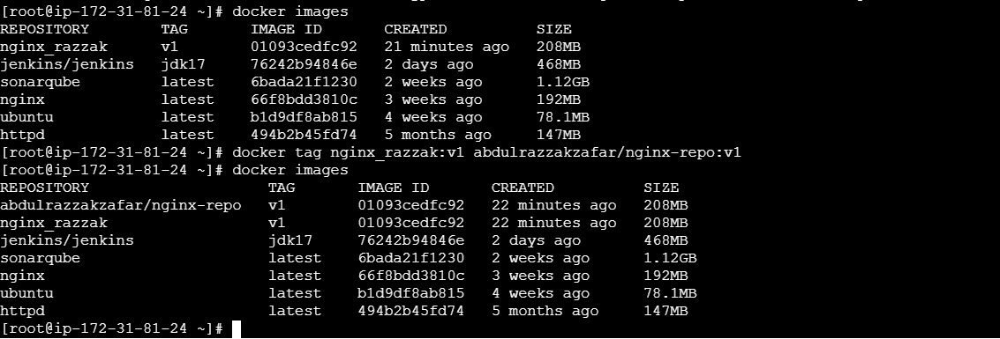 [root@ip-172-31-81-24 ~]# docker images
REPOSITORY TAG IMAGE ID CREATED SIZE
nginx_razzak v1 01093cedfc92 21 minutes ago 208MB
jenkins/jenkins jdk17 76242b94846e 2 days ago 468MB
sonarqube latest 6bada21f1230 2 weeks ago 1.12GB
nginx latest 66f8bdd3810c 3 weeks ago 192MB
ubuntu latest b1d9df8ab815 4 weeks ago 78.1MB
httpd latest 494b2b45fd74 5 months ago 147MB
[root@ip-172-31-81-24 ~]# docker tag nginx_razzak:v1 abdulrazzakzafar/nginx-repo:v1
[root@ip-172-31-81-24 ~]# docker images
REPOSITORY TAG IMAGE ID CREATED SIZE
abdulrazzakzafar/nginx-repo v1 01093cedfc92 22 minutes ago 208MB
nginx_razzak v1 01093cedfc92 22 minutes ago 208MB
jenkins/jenkins jdk17 76242b94846e 2 days ago 468MB
sonarqube latest 6bada21f1230 2 weeks ago 1.12GB
nginx latest 66f8bdd3810c 3 weeks ago 192MB
ubuntu latest b1d9df8ab815 4 weeks ago 78.1MB
httpd latest 494b2b45fd74 5 months ago 147MB
[root@ip-172-31-81-24 ~]#